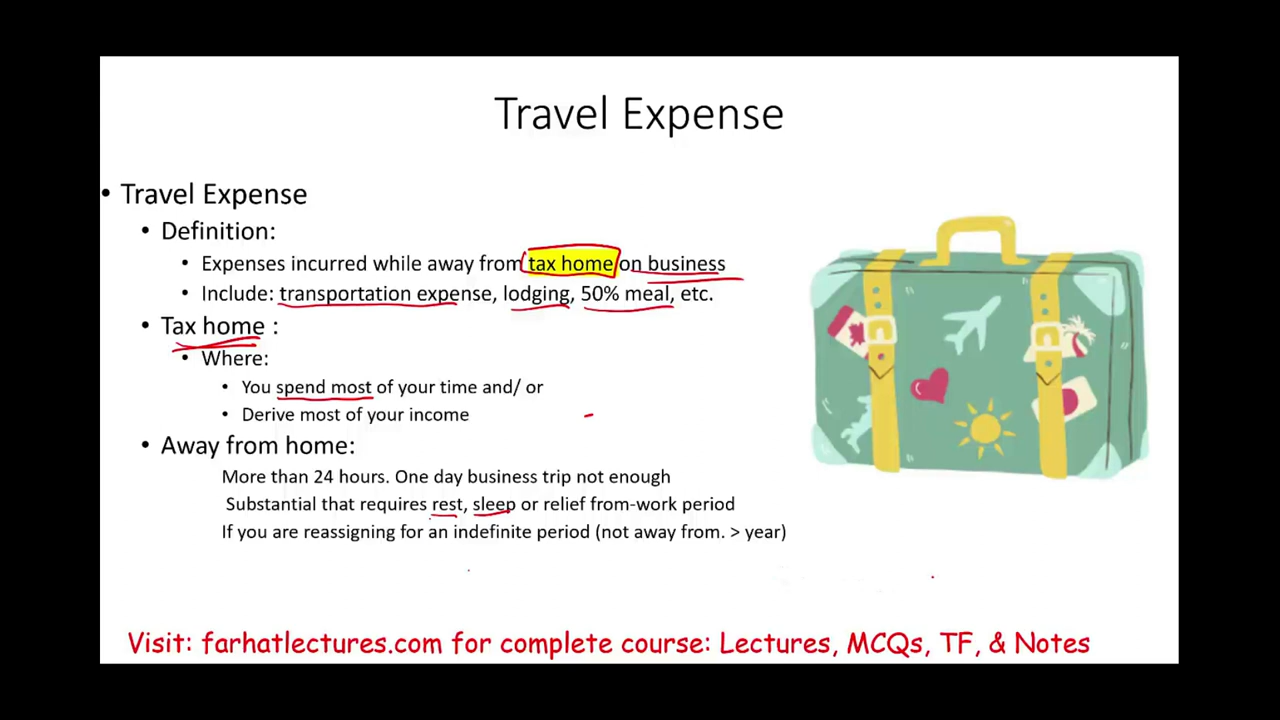 Travel Expense
• Travel Expense
• Definition:
• Expenses incurred while away from tax home on business
• Include: transportation expense, lodging, 50% meal, etc.
• Tax home :
• Where:
• You spend most of your time and/ or
• Derive most of your income
• Away from home:
More than 24 hours. One day business trip not enough
Substantial that requires rest, sleep or relief from-work period
If you are reassigning for an indefinite period (not away from. > year)
Visit: farhatlectures.com for complete course: Lectures, MCQs, TF, & Notes